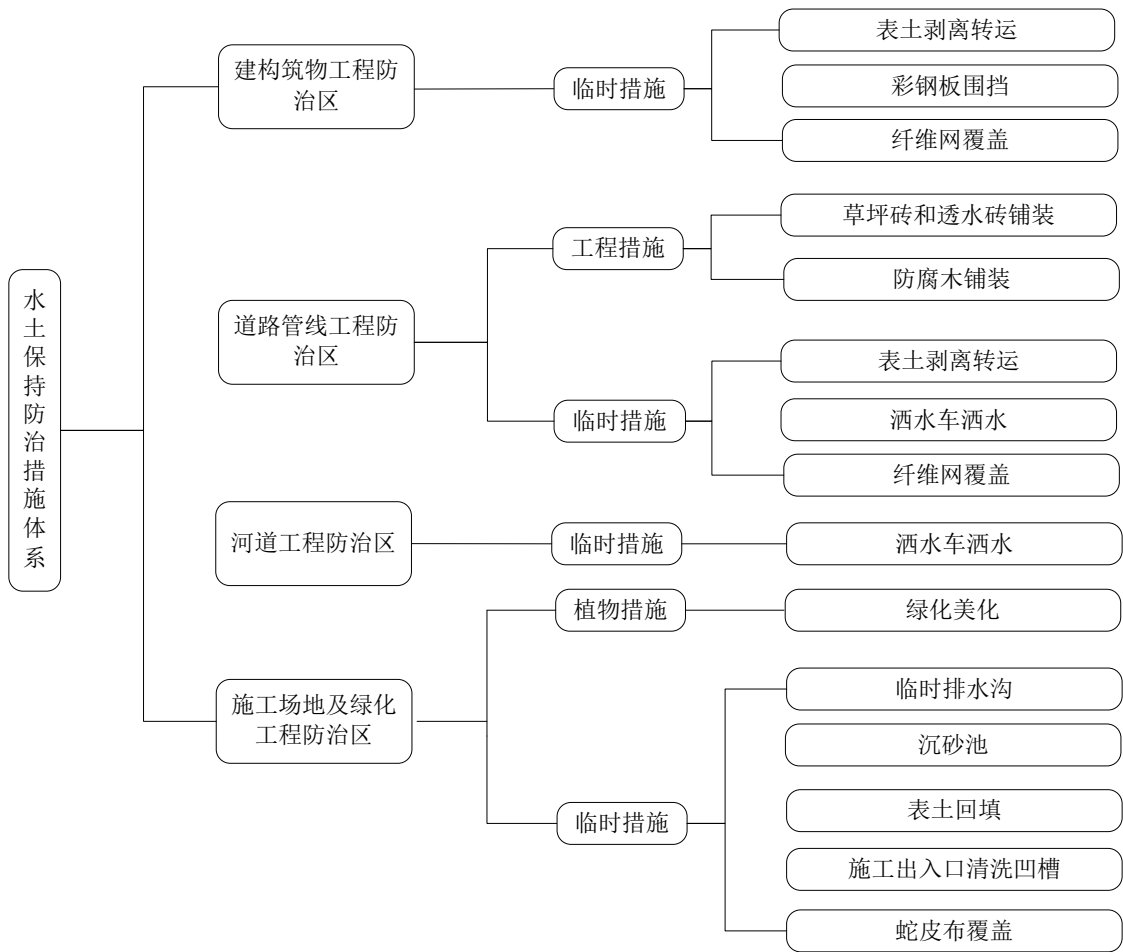 水土保持防治措施体系
建构筑物工程防
治区
临时措施
表土剥离转运
彩钢板围挡
纤维网覆盖
道路管线工程防
治区
工程措施
草坪砖和透水砖铺装
防腐木铺装
临时措施
表土剥离转运
洒水车洒水
纤维网覆盖
河道工程防治区
临时措施
洒水车洒水
施工场地及绿化
工程防治区
植物措施
绿化美化
临时措施
临时排水沟
沉砂池
表土回填
施工出入口清洗凹槽
蛇皮布覆盖